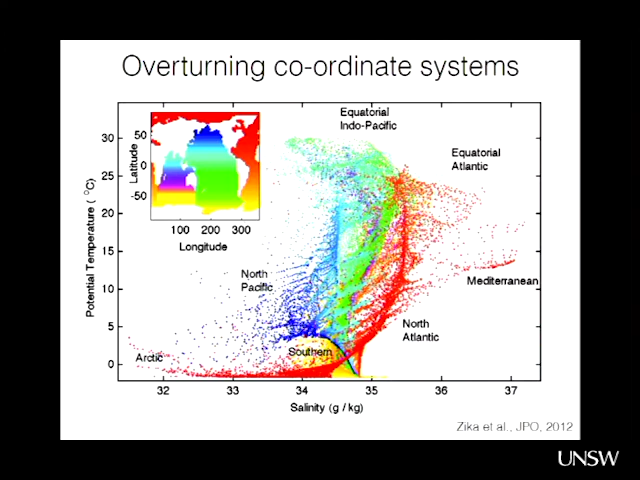 Overturning co-ordinate systems
Equatorial
Indo-Pacific
Equatorial
Atlantic
Mediterranean
North
Atlantic
North
Pacific
Southern
Arctic
Potential Temperature ( °C)
30
25
20
15
10
5
0
32 33 34 35 36 37
Salinity (g / kg)
Latitude
50
0
-50
100 200 300
Longitude
Zika et al., JPO, 2012
UNSW